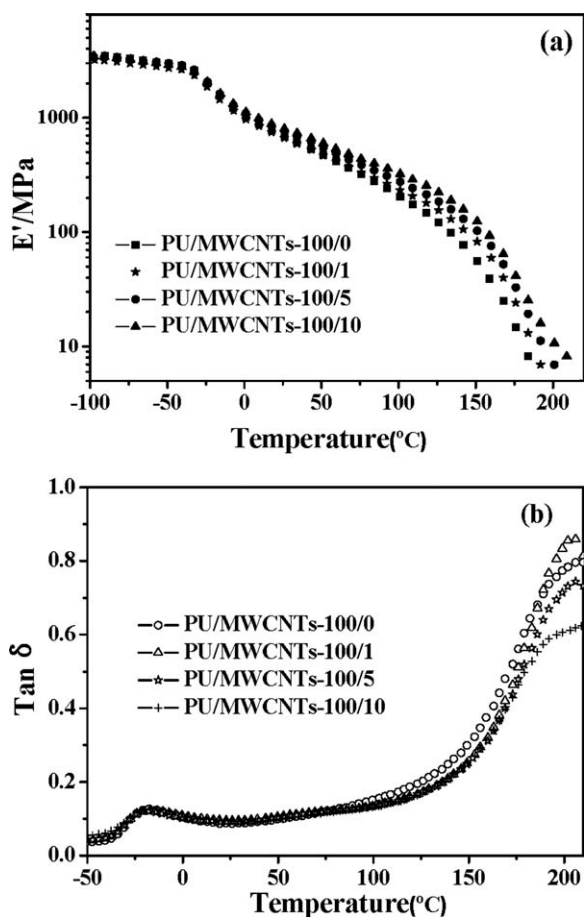 (a)
1000
100
10
E'/MPa
PU/MWCNTs-100/0
PU/MWCNTs-100/1
PU/MWCNTs-100/5
PU/MWCNTs-100/10
-100 -50 0 50 100 150 200
Temperature(°C)
(b)
1.0
0.8
0.6
0.4
0.2
0.0
Tan δ
PU/MWCNTs-100/0
PU/MWCNTs-100/1
PU/MWCNTs-100/5
PU/MWCNTs-100/10
-50 0 50 100 150 200
Temperature(°C)